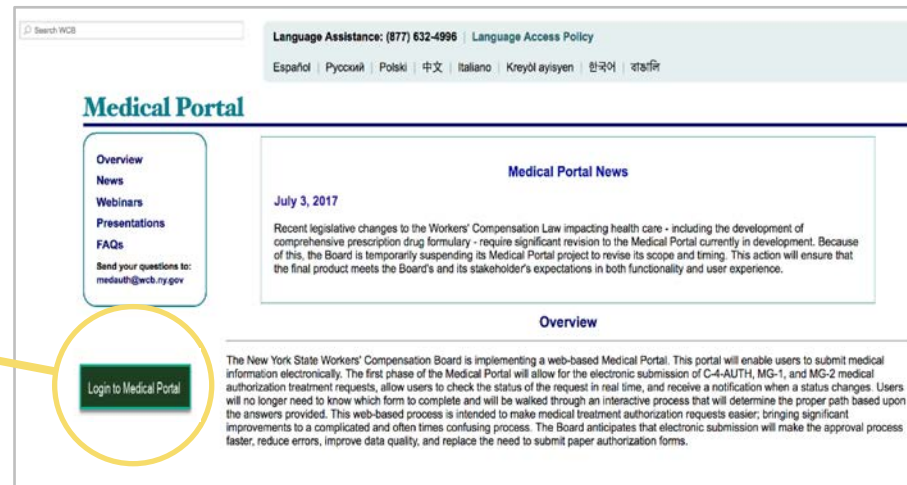 Search WCB
Language Assistance: (877) 632-4996 | Language Access Policy
Español | Русский | Polski | 中文 | Italiano | Kreyòl ayisyen | 한국어 | বাঙালি
Medical Portal
Overview
News
Webinars
Presentations
FAQs
Send your questions to:
medauth@wcb.ny.gov
Login to Medical Portal
Medical Portal News
July 3, 2017
Recent legislative changes to the Workers' Compensation Law impacting health care - including the development of
comprehensive prescription drug formulary - require significant revision to the Medical Portal currently in development. Because
of this, the Board is temporarily suspending its Medical Portal project to revise its scope and timing. This action will ensure that
the final product meets the Board's and its stakeholder's expectations in both functionality and user experience.
Overview
The New York State Workers' Compensation Board is implementing a web-based Medical Portal. This portal will enable users to submit medical
information electronically. The first phase of the Medical Portal will allow for the electronic submission of C-4-AUTH, MG-1, and MG-2 medical
authorization treatment requests, allow users to check the status of the request in real time, and receive a notification when a status changes. Users
will no longer need to know which form to complete and will be walked through an interactive process that will determine the proper path based upon
the answers provided. This web-based process is intended to make medical treatment authorization requests easier; bringing significant
improvements to a complicated and often times confusing process. The Board anticipates that electronic submission will make the approval process
faster, reduce errors, improve data quality, and replace the need to submit paper authorization forms.